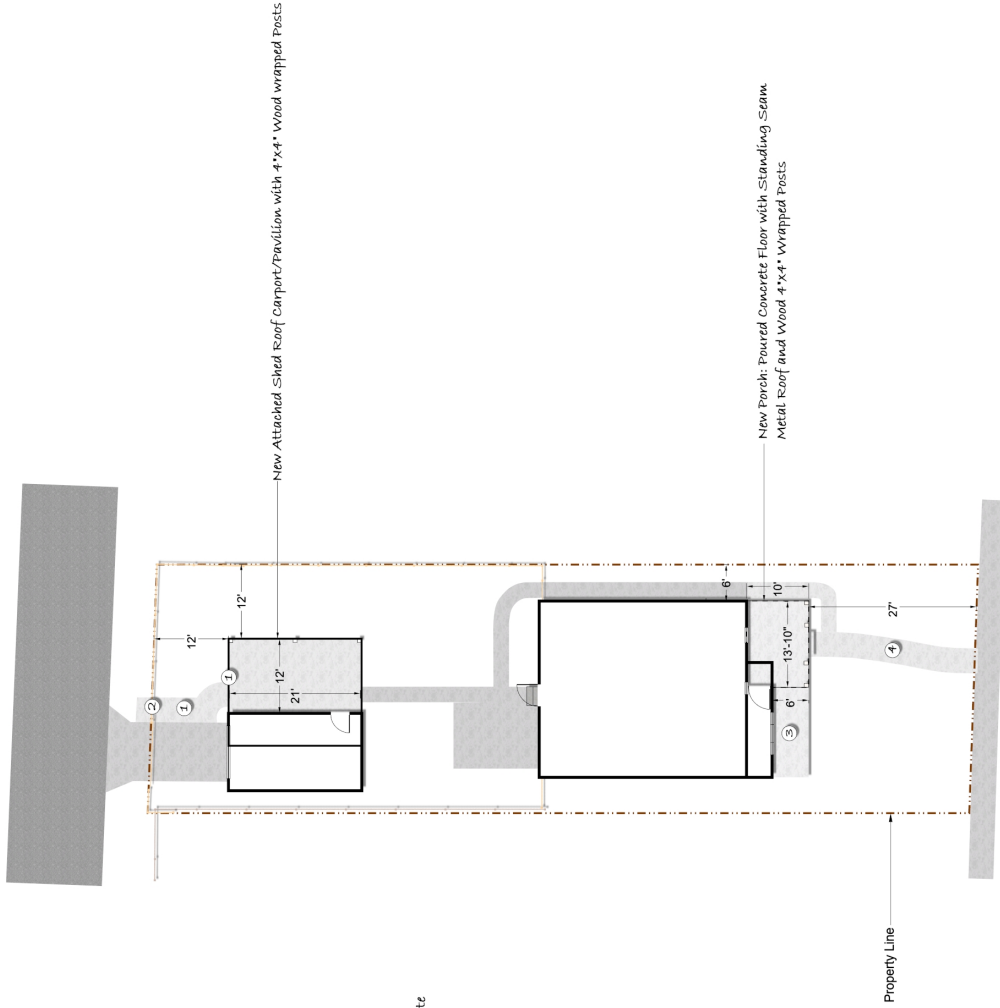 New Attached Shed Roof Carport/Pavilion with 4"x4" Wood wrapped Posts
New Porch: Poured Concrete Floor with Standing Seam
Metal Roof and Wood 4"x4" Wrapped Posts
12'
12'
2
1
1
12'
21'
6'
10'
13'-10"
27'
4
6'
3
Property Line
te